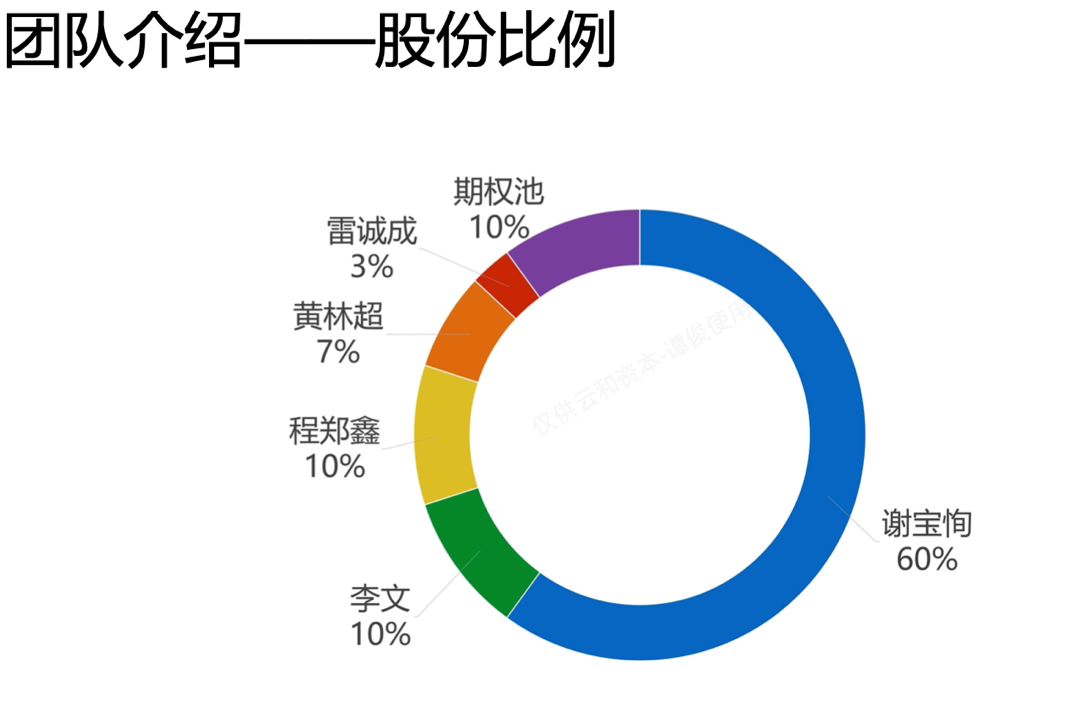 团队介绍——股份比例
期权池
10%
雷诚成
3%
黄林超
7%
程郑鑫
10%
李文
10%
谢宝恂
60%
仅供云和资本-谭俊使用